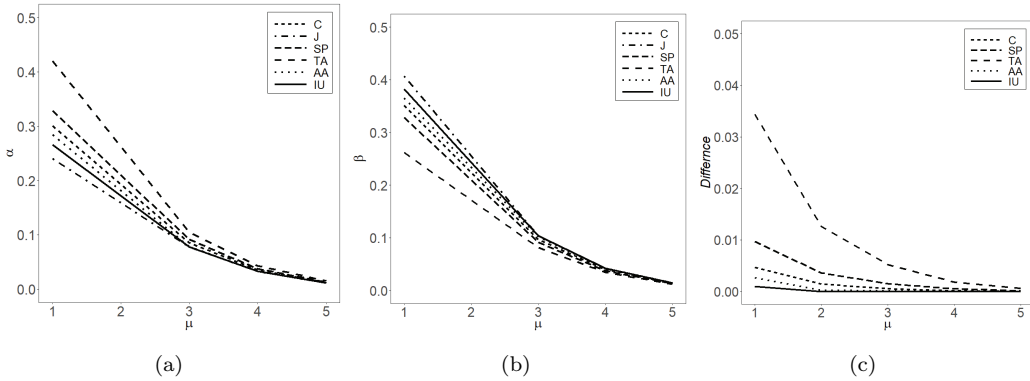 0.5
0.4
0.3
0.2
0.1
0.0
α
1
2
3
4
5
μ
C
J
SP
TA
AA
IU
(a)
0.5
0.4
0.3
0.2
0.1
0.0
β
1
2
3
4
5
μ
C
J
SP
TA
AA
IU
(b)
0.05
0.04
0.03
0.02
0.01
0.00
Differnce
1
2
3
4
5
μ
C
SP
TA
AA
IU
(c)